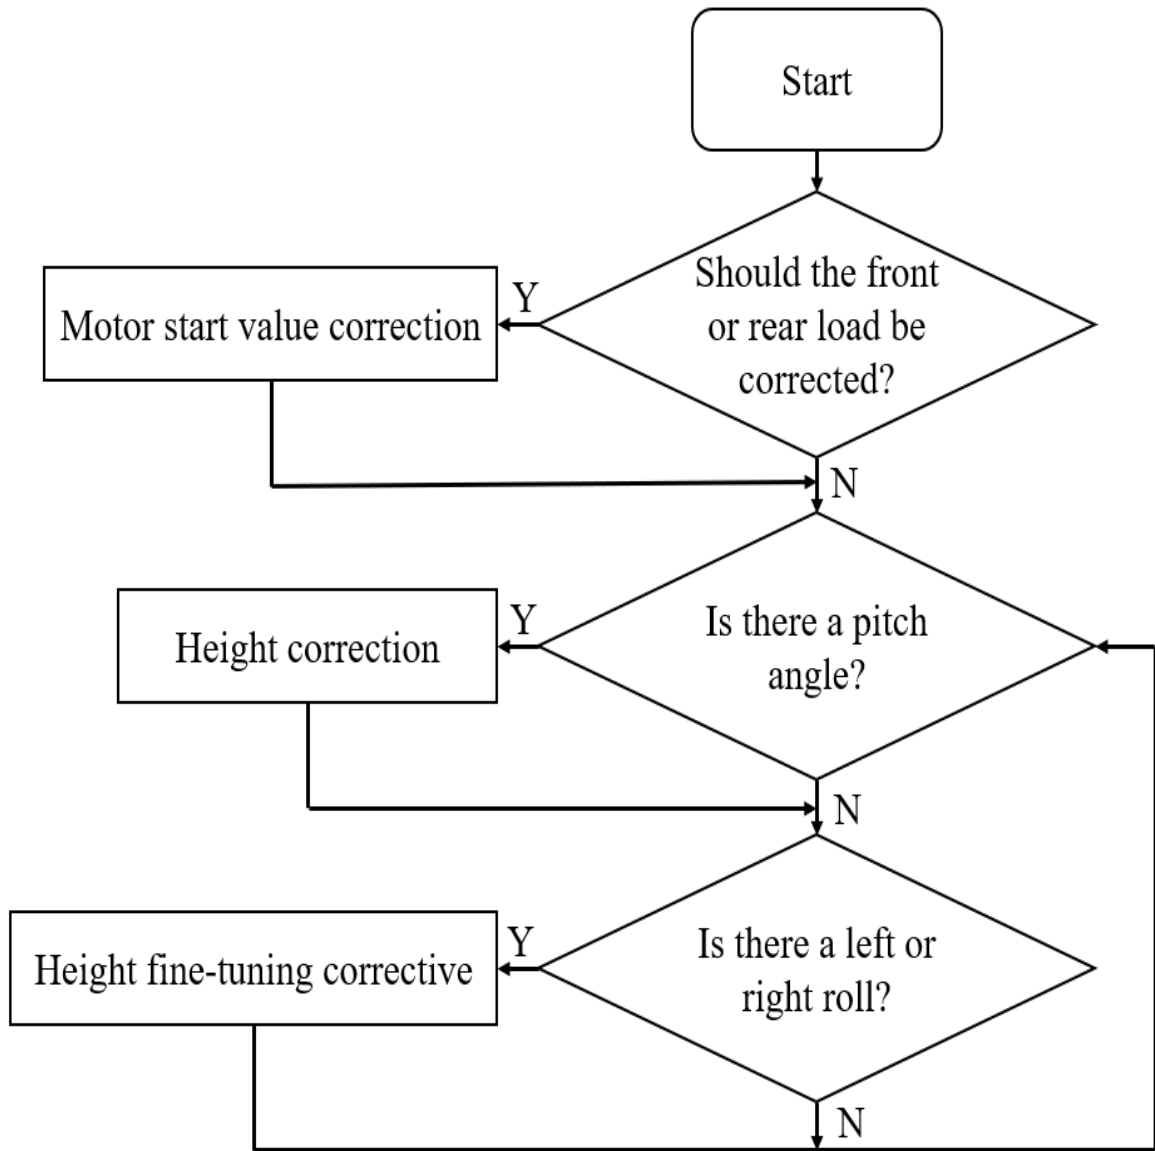 Start
Should the front
or rear load be
corrected?
Y
Motor start value correction
N
Is there a pitch
angle?
Y
Height correction
N
Is there a left or
right roll?
Y
Height fine-tuning corrective
N